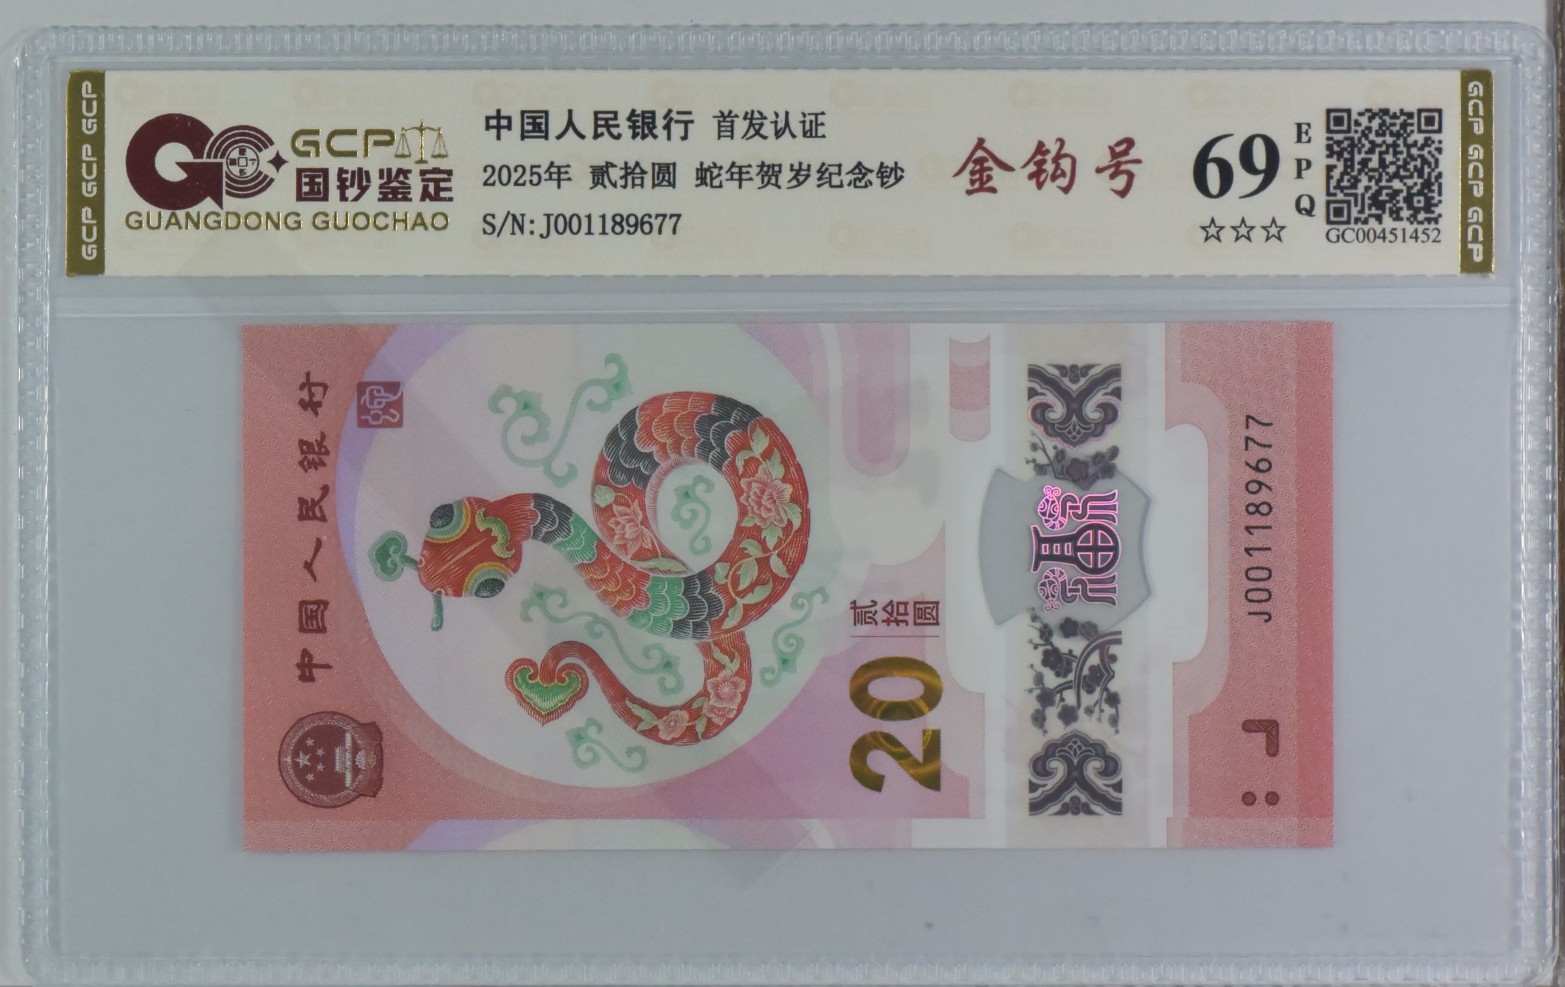 GCP GCP GCP
GCP
国钞鉴定
GUANGDONG GUOCHAO
中国人民银行 首发认证
2025年 贰拾圆 蛇年贺岁纪念钞
S/N: J001189677
金钩号
69
EPQ
☆☆☆
GC00451452
GCP GCP GCP
中国人民银行
贰拾圆
20
福
J001189677